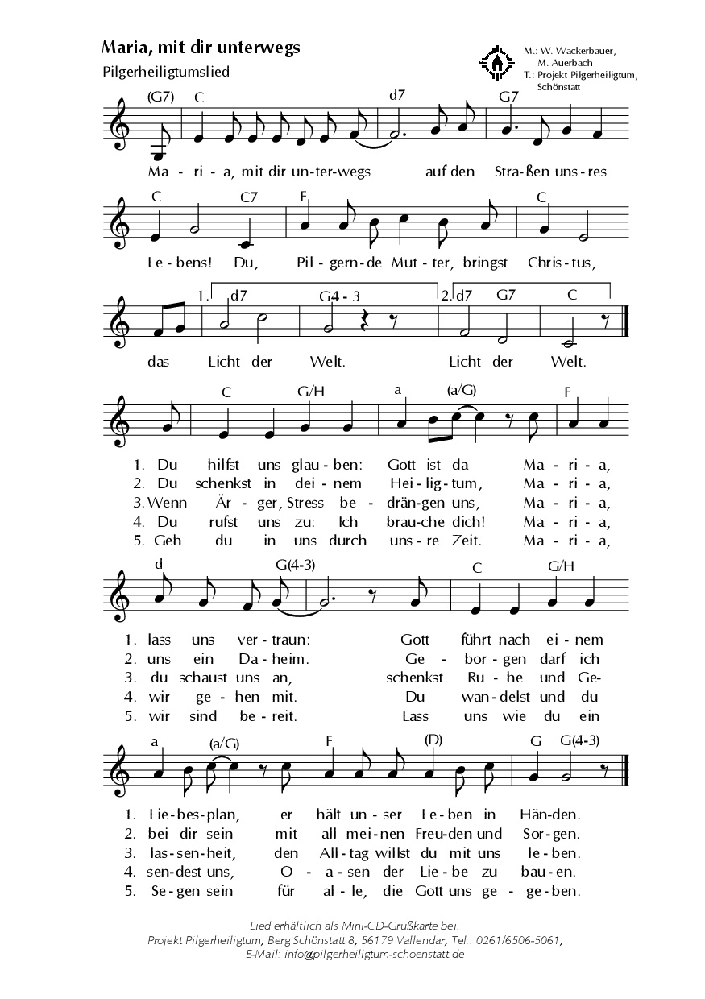 Maria, mit dir unterwegs
Pilgerheiligtumslied
M.: W. Wackerbauer,
M. Auerbach
T.: Projekt Pilgerheiligtum,
Schönstatt
(G7) C d7 G7
Ma - ri - a, mit dir un-ter-wegs auf den Stra-ßen uns-res
C C7 F C
Le - bens! Du, Pil - gern-de Mut - ter, bringst Chris-tus,
1. d7 G4 - 3 2. d7 G7 C
das Licht der Welt. Licht der Welt.
C G/H a (a/G) F
1. Du hilfst uns glau - ben: Gott ist da Ma - ri - a,
2. Du schenkst in dei - nem Hei - lig - tum, Ma - ri - a,
3. Wenn Är - ger, Stress be - drän-gen uns, Ma - ri - a,
4. Du rufst uns zu: Ich brau-che dich! Ma - ri - a,
5. Geh du in uns durch uns - re Zeit. Ma - ri - a,
d G(4-3) C G/H
1. lass uns ver - traun: Gott führt nach ei - nem
2. uns ein Da - heim. Ge - bor - gen darf ich
3. du schaust uns an, schenkst Ru - he und Ge-
4. wir ge - hen mit. Du wan-delst und du
5. wir sind be - reit. Lass uns wie du ein
a (a/G) F (D) G G(4-3)
1. Lie-bes-plan, er hält un - ser Le - ben in Hän-den.
2. bei dir sein mit all mei-nen Freu-den und Sor-gen.
3. las-sen-heit, den All-tag willst du mit uns le - ben.
4. sen-dest uns, O - a - sen der Lie - be zu bau-en.
5. Se-gen sein für al - le, die Gott uns ge - ge-ben.
Lied erhältlich als Mini-CD-Grußkarte bei:
Projekt Pilgerheiligtum, Berg Schönstatt 8, 56179 Vallendar, Tel.: 0261/6506-5061,
E-Mail: info@pilgerheiligtum-schoenstatt.de